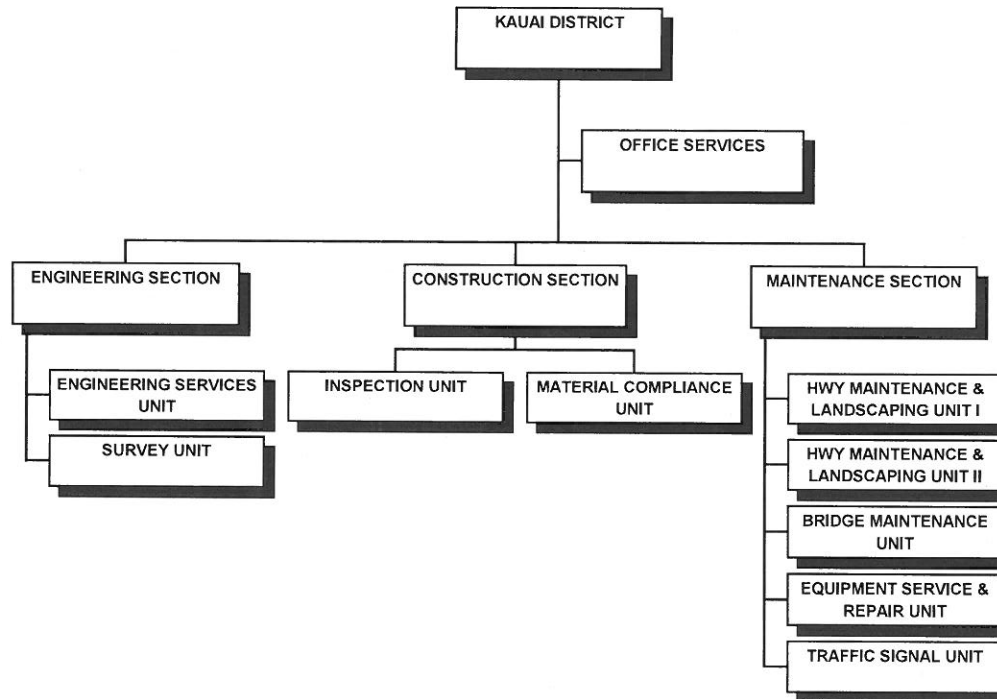 KAUAI DISTRICT
OFFICE SERVICES
ENGINEERING SECTION
CONSTRUCTION SECTION
MAINTENANCE SECTION
ENGINEERING SERVICES
UNIT
SURVEY UNIT
INSPECTION UNIT
MATERIAL COMPLIANCE
UNIT
HWY MAINTENANCE &
LANDSCAPING UNIT I
HWY MAINTENANCE &
LANDSCAPING UNIT II
BRIDGE MAINTENANCE
UNIT
EQUIPMENT SERVICE &
REPAIR UNIT
TRAFFIC SIGNAL UNIT